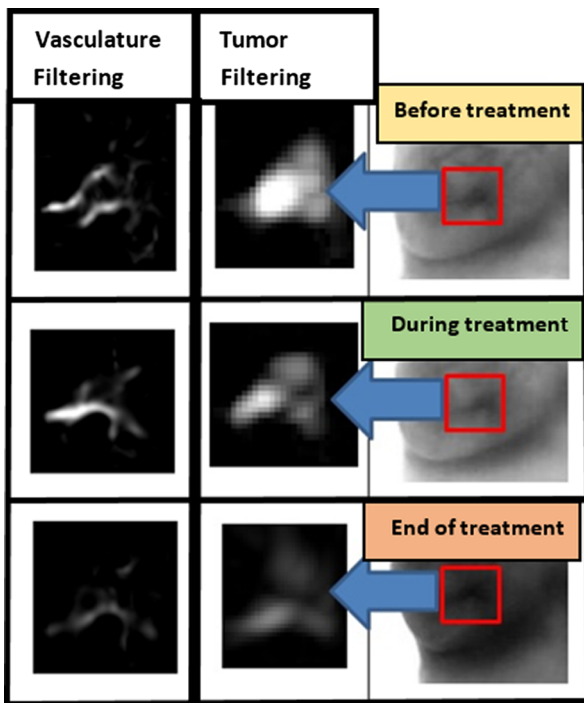 Vasculature
Filtering
Tumor
Filtering
Before treatment
During treatment
End of treatment